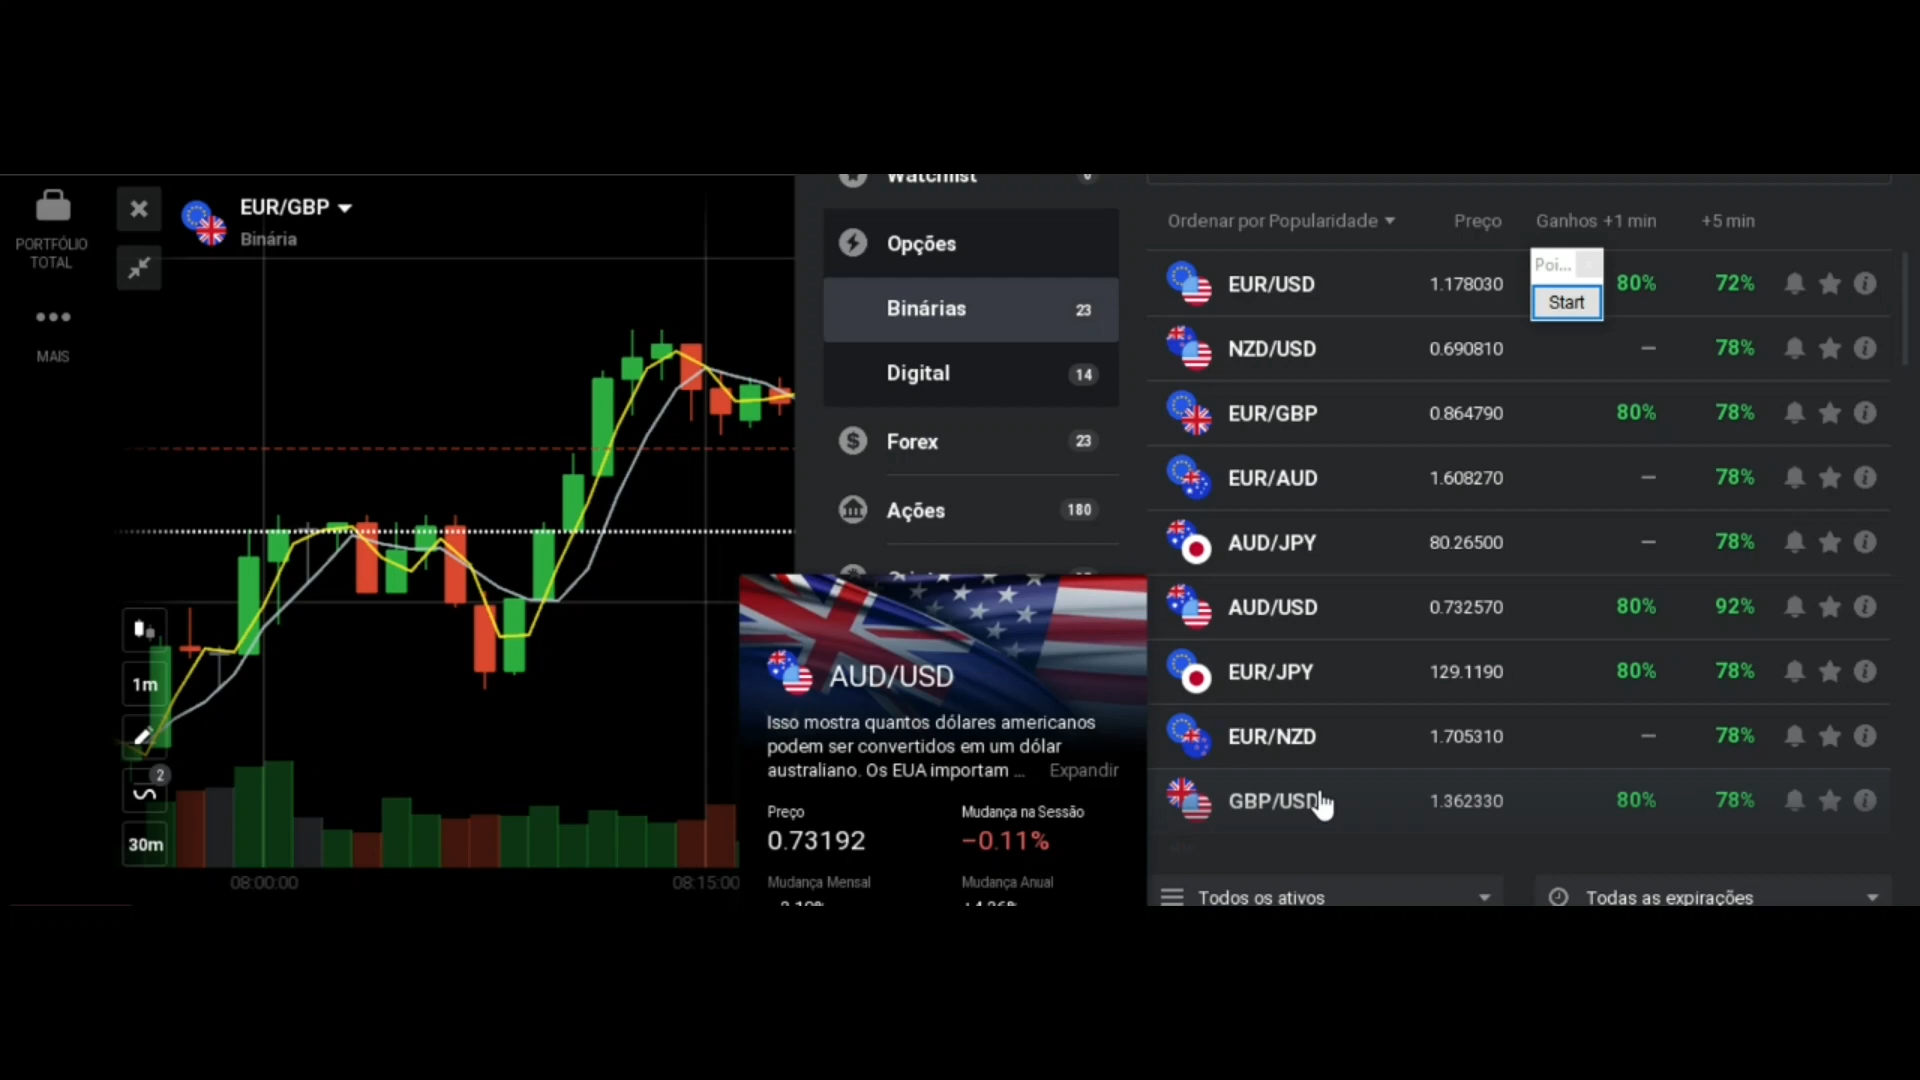 PORTFÓLIO
TOTAL
MAIS
EUR/GBP
Binária
1m
2
30m
08:00:00
08:15:00
Watchlist
Opções
Binárias 23
Digital 14
Forex 23
Ações 180
AUD/USD
Isso mostra quantos dólares americanos
podem ser convertidos em um dólar
australiano. Os EUA importam ... Expandir
Preço Mudança na Sessão
0.73192 −0.11%
Mudança Mensal Mudança Anual
Ordenar por Popularidade Preço Ganhos +1 min +5 min
Poi...
Start
EUR/USD 1.178030 80% 72%
NZD/USD 0.690810 – 78%
EUR/GBP 0.864790 80% 78%
EUR/AUD 1.608270 – 78%
AUD/JPY 80.26500 – 78%
AUD/USD 0.732570 80% 92%
EUR/JPY 129.1190 80% 78%
EUR/NZD 1.705310 – 78%
GBP/USD 1.362330 80% 78%
Todos os ativos Todas as expirações